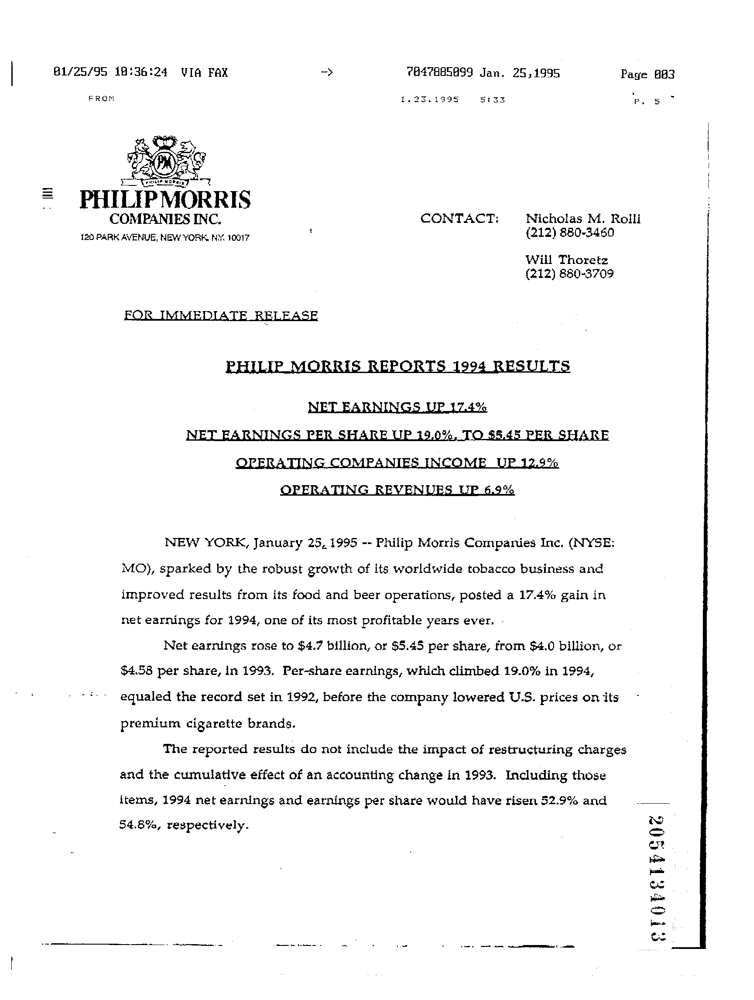 01/25/95 10:36:24 VIA FAX -> 7047885099 Jan. 25,1995 Page 003
FROM 1.23.1995 5:33 P. 5
PM
PHILIP MORRIS
PHILIP MORRIS
COMPANIES INC.
120 PARK AVENUE, NEW YORK, N.Y. 10017
CONTACT: Nicholas M. Rolli
(212) 880-3460
Will Thoretz
(212) 880-3709
FOR IMMEDIATE RELEASE
PHILIP MORRIS REPORTS 1994 RESULTS
NET EARNINGS UP 17.4%
NET EARNINGS PER SHARE UP 19.0%, TO $5.45 PER SHARE
OPERATING COMPANIES INCOME UP 12.9%
OPERATING REVENUES UP 6.9%
NEW YORK, January 25, 1995 -- Philip Morris Companies Inc. (NYSE:
MO), sparked by the robust growth of its worldwide tobacco business and
improved results from its food and beer operations, posted a 17.4% gain in
net earnings for 1994, one of its most profitable years ever.
Net earnings rose to $4.7 billion, or $5.45 per share, from $4.0 billion, or
$4.58 per share, in 1993. Per-share earnings, which climbed 19.0% in 1994,
equaled the record set in 1992, before the company lowered U.S. prices on its
premium cigarette brands.
The reported results do not include the impact of restructuring charges
and the cumulative effect of an accounting change in 1993. Including those
items, 1994 net earnings and earnings per share would have risen 52.9% and
54.8%, respectively.
2054134013